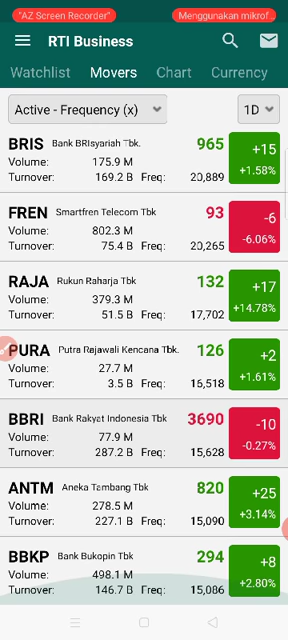 "AZ Screen Recorder" Menggunakan mikrof...
RTI Business
Watchlist Movers Chart Currency
Active - Frequency (x) 1D
BRIS Bank BRIsyariah Tbk. 965 +15
Volume: 175.9 M +1.58%
Turnover: 169.2 B Freq: 20,889
FREN Smartfren Telecom Tbk 93 -6
Volume: 802.3 M -6.06%
Turnover: 75.4 B Freq: 20,265
RAJA Rukun Raharja Tbk 132 +17
Volume: 379.3 M +14.78%
Turnover: 51.5 B Freq: 17,702
PURA Putra Rajawali Kencana Tbk. 126 +2
Volume: 27.7 M +1.61%
Turnover: 3.5 B Freq: 16,518
BBRI Bank Rakyat Indonesia Tbk 3690 -10
Volume: 77.9 M -0.27%
Turnover: 287.2 B Freq: 15,628
ANTM Aneka Tambang Tbk 820 +25
Volume: 278.5 M +3.14%
Turnover: 227.1 B Freq: 15,090
BBKP Bank Bukopin Tbk 294 +8
Volume: 498.1 M +2.80%
Turnover: 146.7 B Freq: 15,086